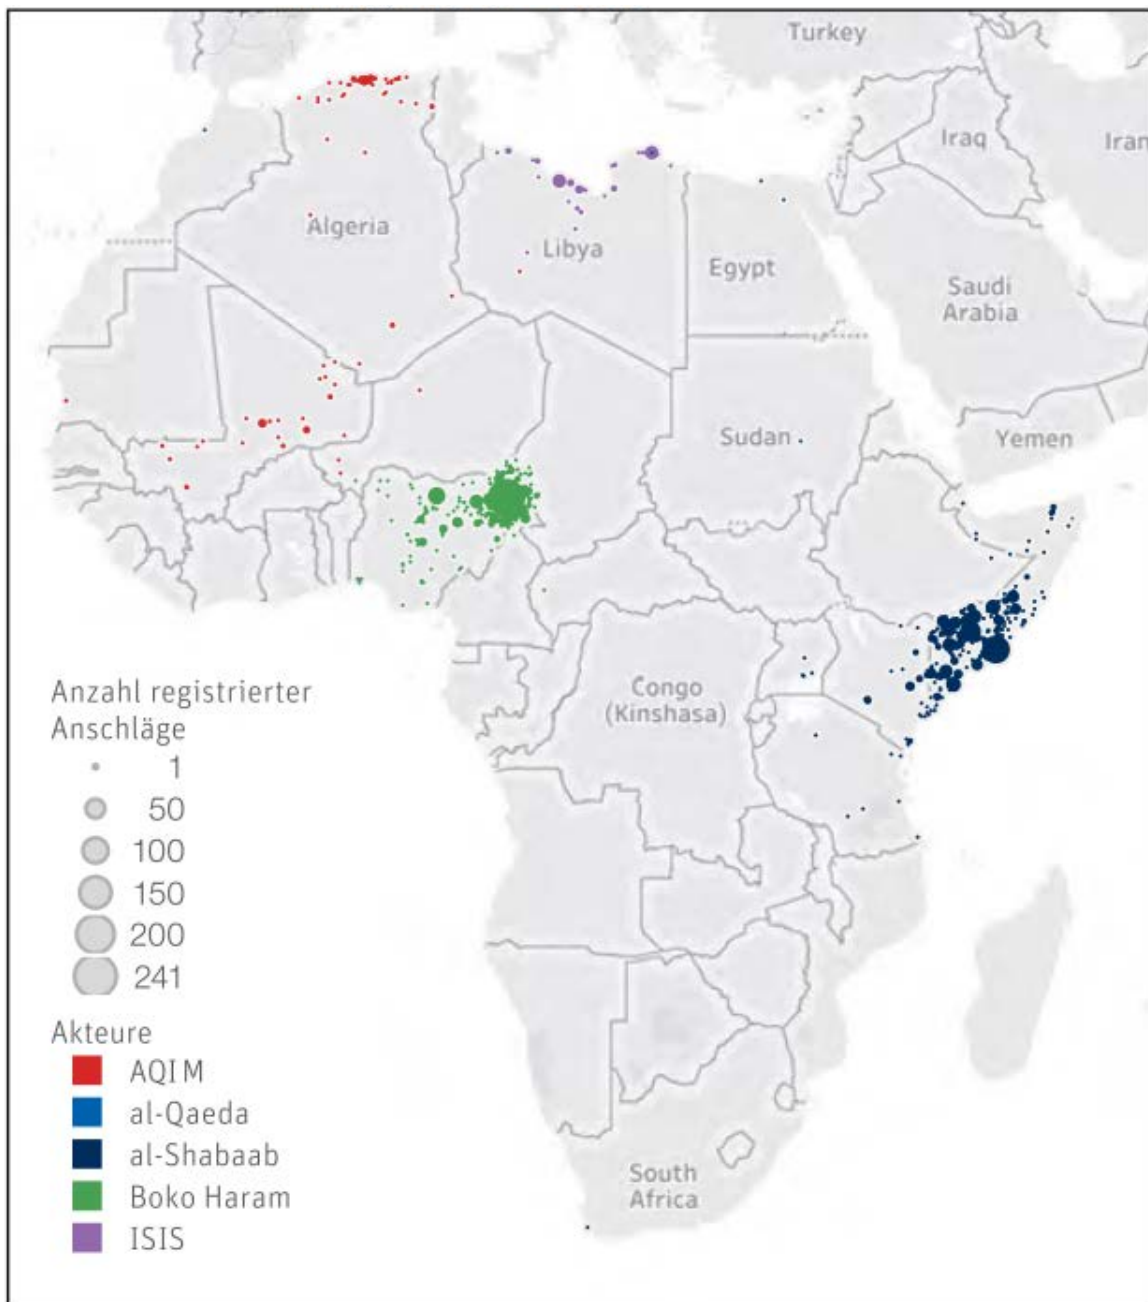 Turkey
Iraq
Iran
Algeria
Libya
Egypt
Saudi
Arabia
Sudan
Yemen
Congo
(Kinshasa)
South
Africa
Anzahl registrierter
Anschläge
1
50
100
150
200
241
Akteure
AQIM
al-Qaeda
al-Shabaab
Boko Haram
ISIS